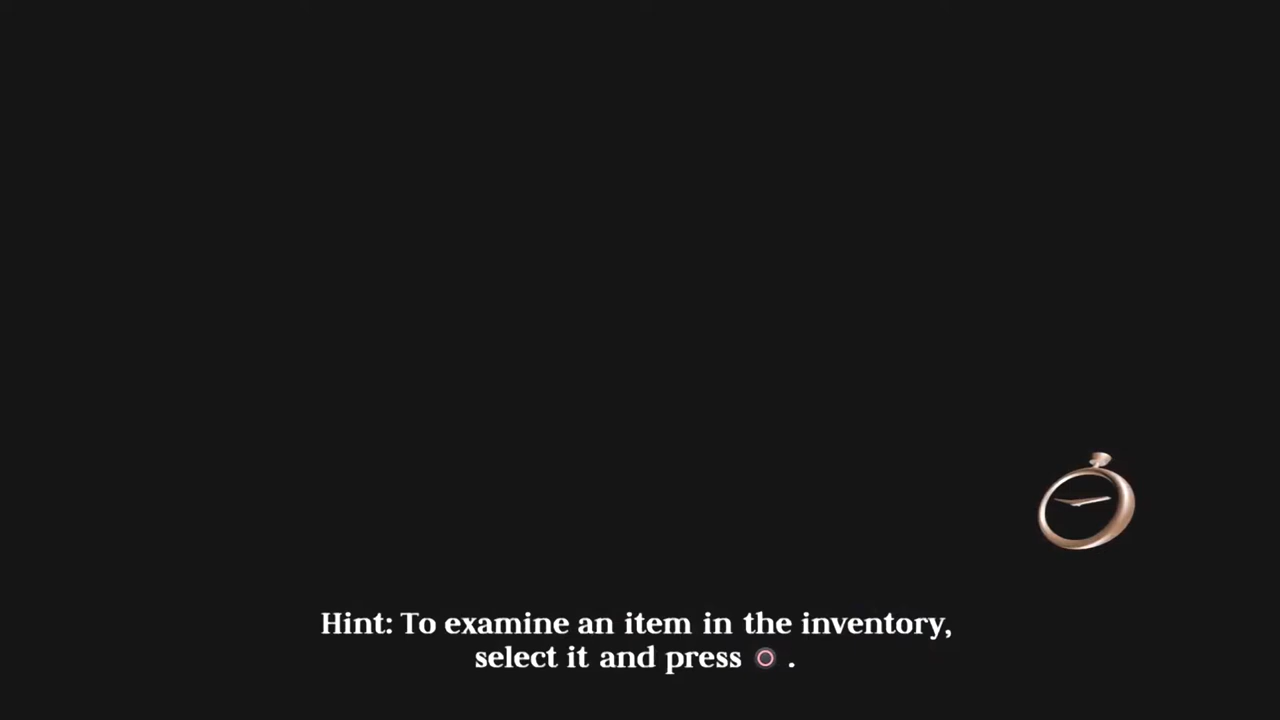 Hint: To examine an item in the inventory,
select it and press ⭘ .